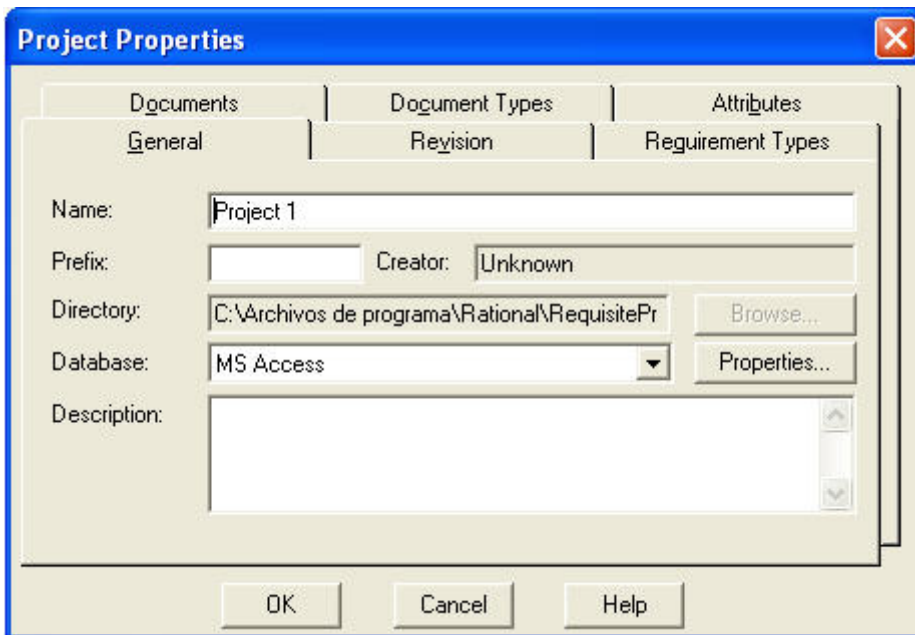 Project Properties
Documents Document Types Attributes
General Revision Reguirement Types
Name: Project 1
Prefix: Creator: Unknown
Directory: C:\Archivos de programa\Rational\RequisitePr Browse...
Database: MS Access Properties...
Description:
OK Cancel Help